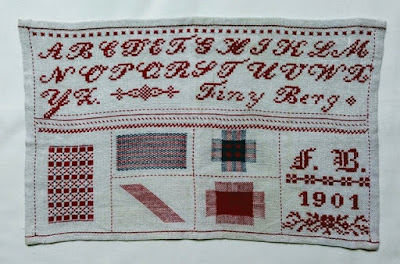 ABCDEFGHIKLM
NOPQRSTUVWX
YZ. Tiny Berg
F. B.
1901